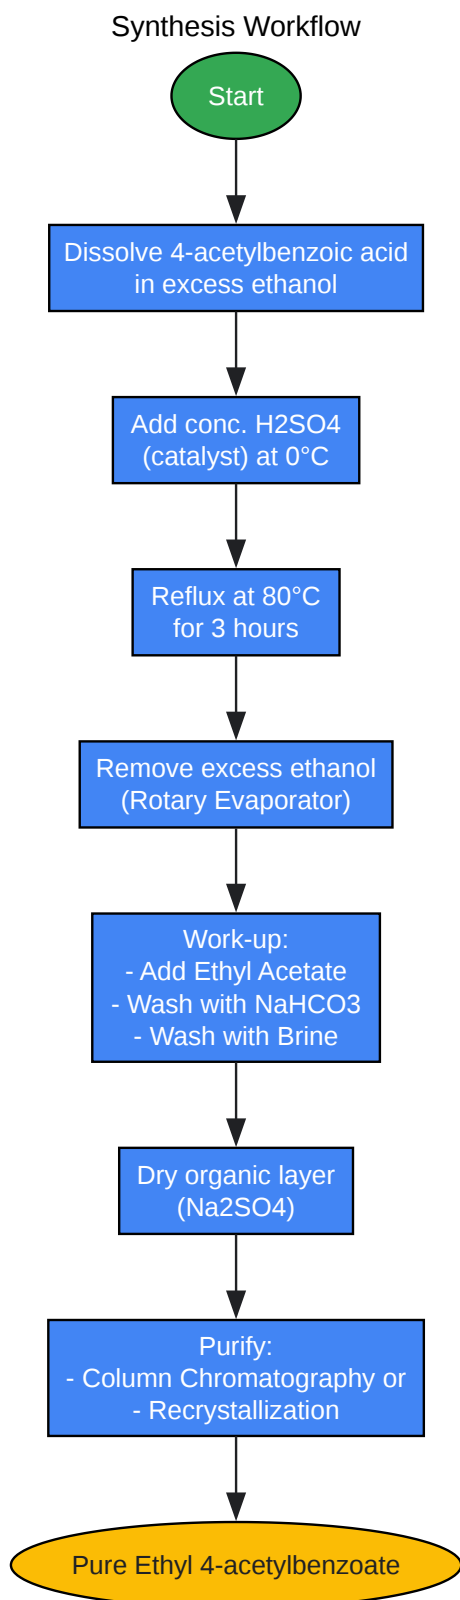 Synthesis Workflow
Start
Dissolve 4-acetylbenzoic acid
in excess ethanol
Add conc. H2SO4
(catalyst) at 0°C
Reflux at 80°C
for 3 hours
Remove excess ethanol
(Rotary Evaporator)
Work-up:
- Add Ethyl Acetate
- Wash with NaHCO3
- Wash with Brine
Dry organic layer
(Na2SO4)
Purify:
- Column Chromatography or
- Recrystallization
Pure Ethyl 4-acetylbenzoate